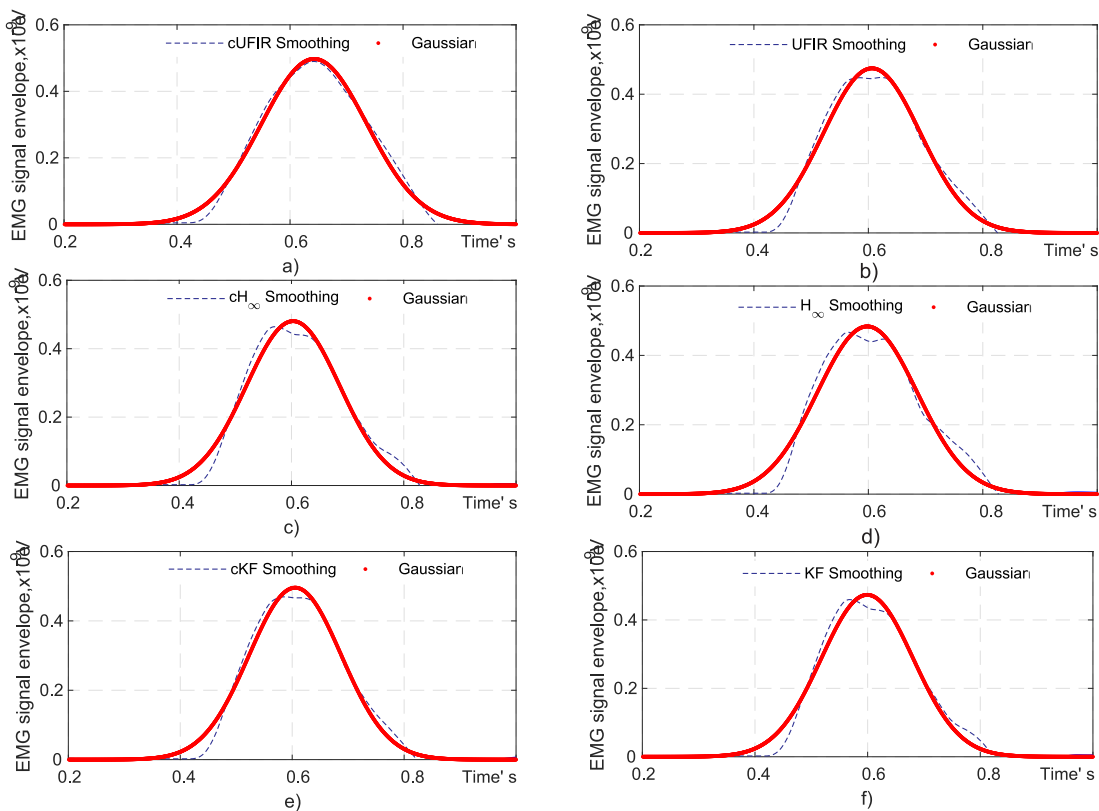 EMG signal envelope,x10
0.6
0.4
0.2
0
cUFIR Smoothing
Gaussian
0.2 0.4 0.6 0.8 Time' s
a)
EMG signal envelope,x10
0.6
0.4
0.2
0
UFIR Smoothing
Gaussian
0.2 0.4 0.6 0.8 Time' s
b)
EMG signal envelope,x10
0.6
0.4
0.2
0
cH∞ Smoothing
Gaussian
0.2 0.4 0.6 0.8 Time' s
c)
EMG signal envelope,x10
0.6
0.4
0.2
0
H∞ Smoothing
Gaussian
0.2 0.4 0.6 0.8 Time' s
d)
EMG signal envelope,x10
0.6
0.4
0.2
0
cKF Smoothing
Gaussian
0.2 0.4 0.6 0.8 Time' s
e)
EMG signal envelope,x10
0.6
0.4
0.2
0
KF Smoothing
Gaussian
0.2 0.4 0.6 0.8 Time' s
f)